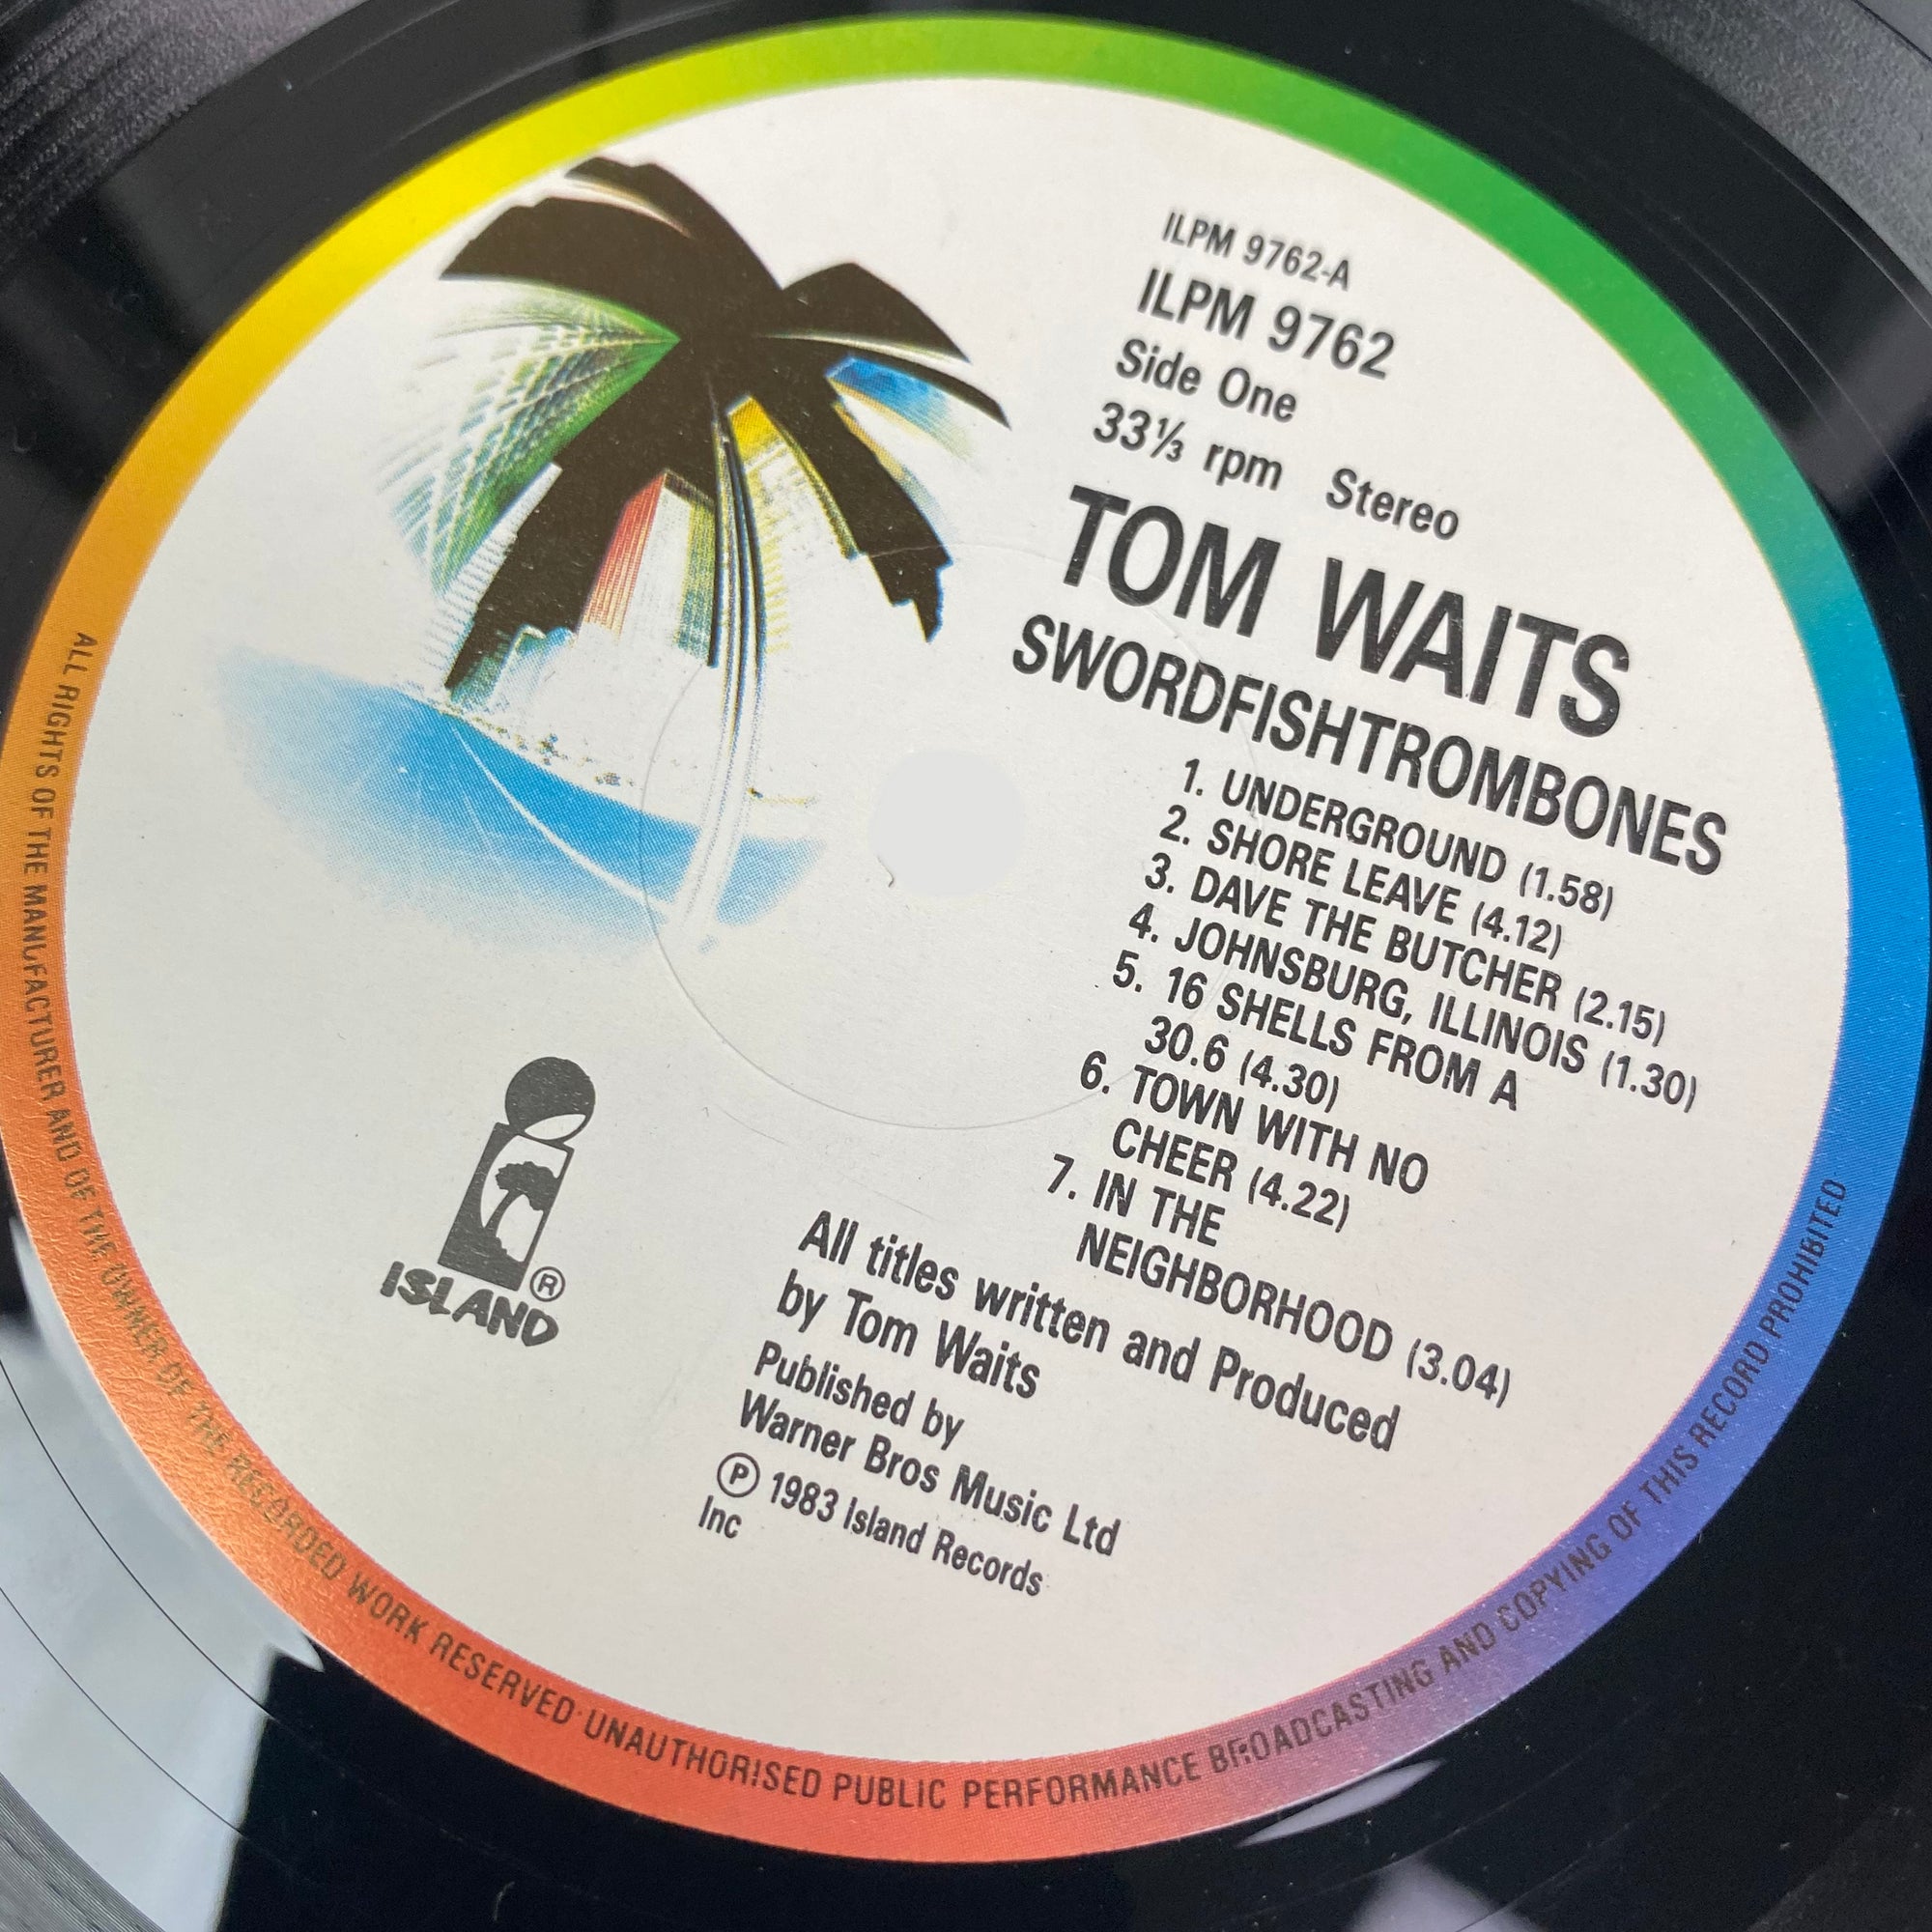 ILPM 9762-A
ILPM 9762
Side One
33⅓ rpm Stereo
TOM WAITS
SWORDFISHTROMBONES
1. UNDERGROUND (1.58)
2. SHORE LEAVE (4.12)
3. DAVE THE BUTCHER (2.15)
4. JOHNSBURG, ILLINOIS (1.30)
5. 16 SHELLS FROM A
30.6 (4.30)
6. TOWN WITH NO
CHEER (4.22)
7. IN THE
NEIGHBORHOOD (3.04)
All titles written and Produced
by Tom Waits
Published by
Warner Bros Music Ltd
Ⓟ 1983 Island Records
Inc
ISLAND ®
ALL RIGHTS OF THE MANUFACTURER AND OF THE OWNER OF THE RECORDED WORK RESERVED UNAUTHORISED PUBLIC PERFORMANCE BROADCASTING AND COPYING OF THIS RECORD PROHIBITED